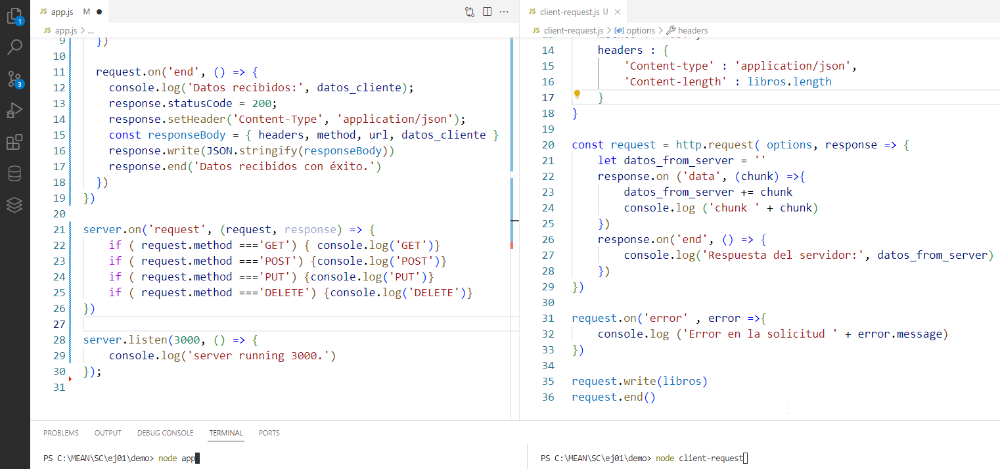 JS app.js M ●
JS app.js > ...
9 })
10
11 request.on('end', () => {
12 console.log('Datos recibidos:', datos_cliente);
13 response.statusCode = 200;
14 response.setHeader('Content-Type', 'application/json');
15 const responseBody = { headers, method, url, datos_cliente }
16 response.write(JSON.stringify(responseBody))
17 response.end('Datos recibidos con éxito.')
18 })
19 })
20
21 server.on('request', (request, response) => {
22 if ( request.method ==='GET') { console.log('GET')}
23 if ( request.method ==='POST') {console.log('POST')}
24 if ( request.method ==='PUT') {console.log('PUT')}
25 if ( request.method ==='DELETE') {console.log('DELETE')}
26 })
27
28 server.listen(3000, () => {
29 console.log('server running 3000.')
30 });
31
JS client-request.js U ×
JS client-request.js > options > headers
14 headers : {
15 'Content-type' : 'application/json',
16 'Content-length' : libros.length
17 }
18 }
19
20 const request = http.request( options, response => {
21 let datos_from_server = ''
22 response.on ('data', (chunk) =>{
23 datos_from_server += chunk
24 console.log ('chunk ' + chunk)
25 })
26 response.on('end', () => {
27 console.log('Respuesta del servidor:', datos_from_server)
28 })
29 })
30
31 request.on('error' , error =>{
32 console.log ('Error en la solicitud ' + error.message)
33 })
34
35 request.write(libros)
36 request.end()
1
3
PROBLEMS OUTPUT DEBUG CONSOLE TERMINAL PORTS
PS C:\MEAN\SC\ej01\demo> node app
PS C:\MEAN\SC\ej01\demo> node client-request